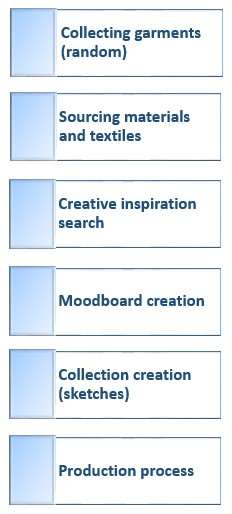 Collecting garments
(random)
Sourcing materials
and textiles
Creative inspiration
search
Moodboard creation
Collection creation
(sketches)
Production process